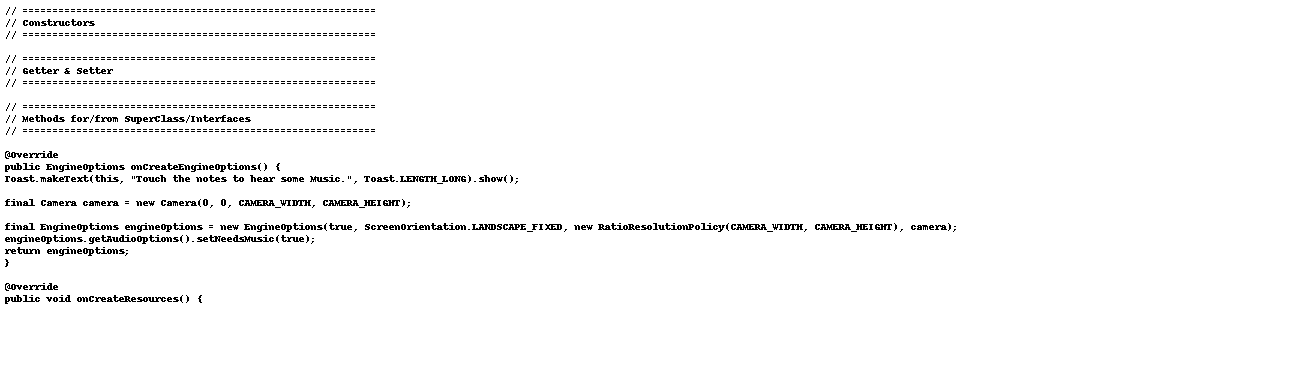 // ===========================================================
// Constructors
// ===========================================================
// ===========================================================
// Getter & Setter
// ===========================================================
// ===========================================================
// Methods for/from SuperClass/Interfaces
// ===========================================================
@Override
public EngineOptions onCreateEngineOptions() {
Toast.makeText(this, "Touch the notes to hear some Music.", Toast.LENGTH_LONG).show();
final Camera camera = new Camera(0, 0, CAMERA_WIDTH, CAMERA_HEIGHT);
final EngineOptions engineOptions = new EngineOptions(true, ScreenOrientation.LANDSCAPE_FIXED, new RatioResolutionPolicy(CAMERA_WIDTH, CAMERA_HEIGHT), camera);
engineOptions.getAudioOptions().setNeedsMusic(true);
return engineOptions;
}
@Override
public void onCreateResources() {